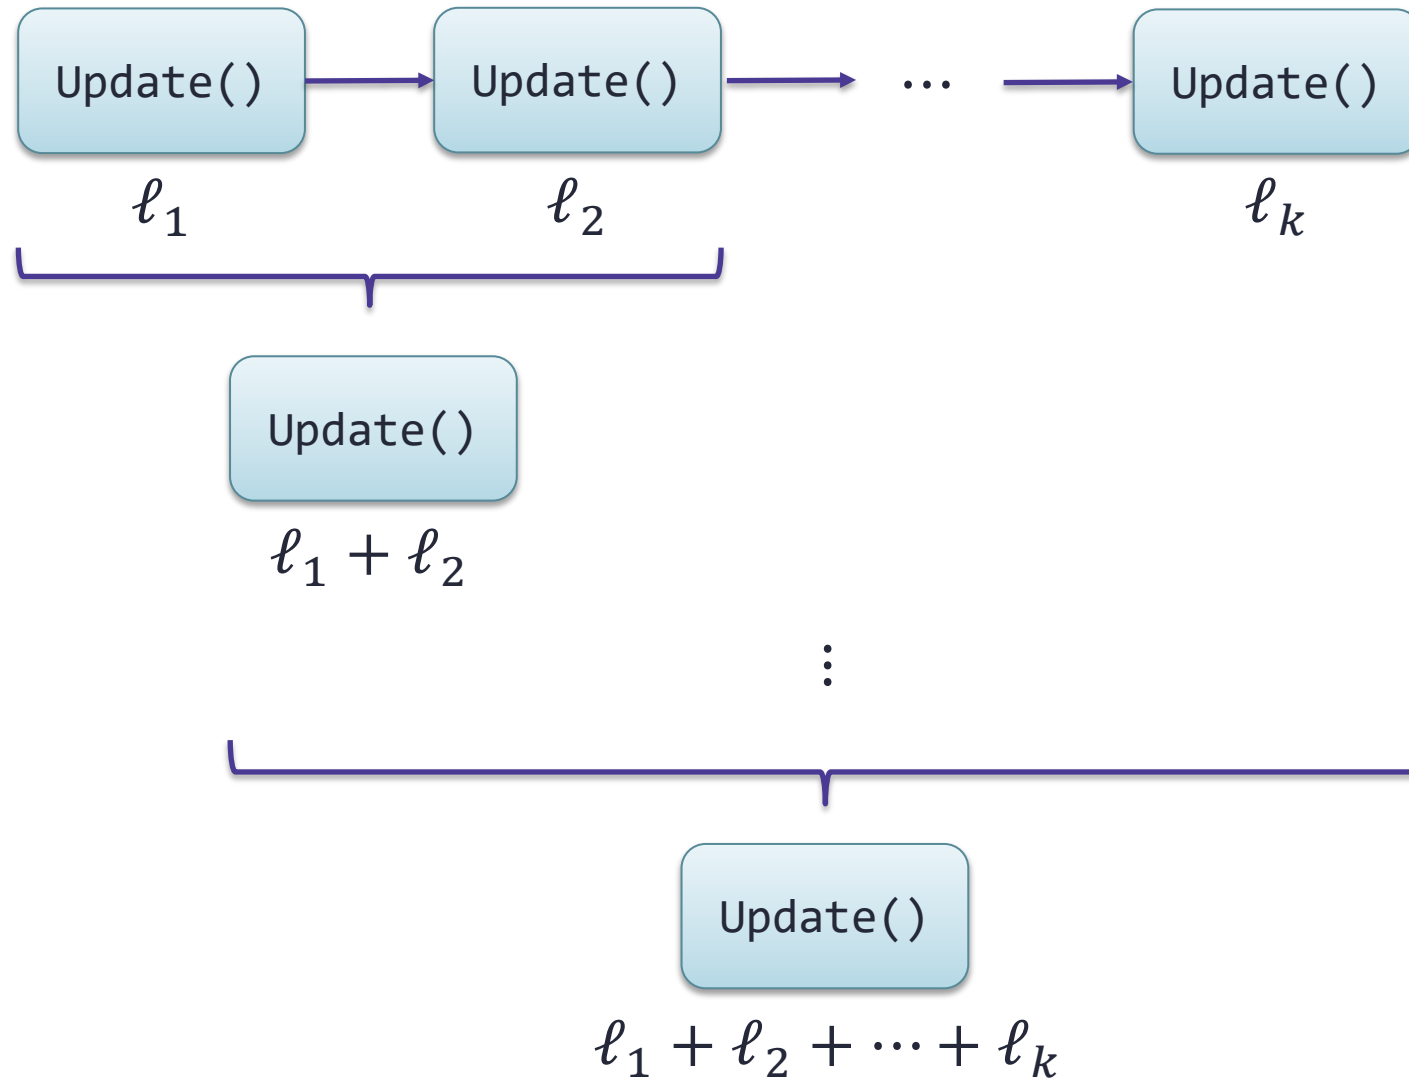 Update() Update() ... Update()
ℓ₁ ℓ₂ ℓₖ
Update()
ℓ₁ + ℓ₂
⋮
Update()
ℓ₁ + ℓ₂ + ⋯ + ℓₖ